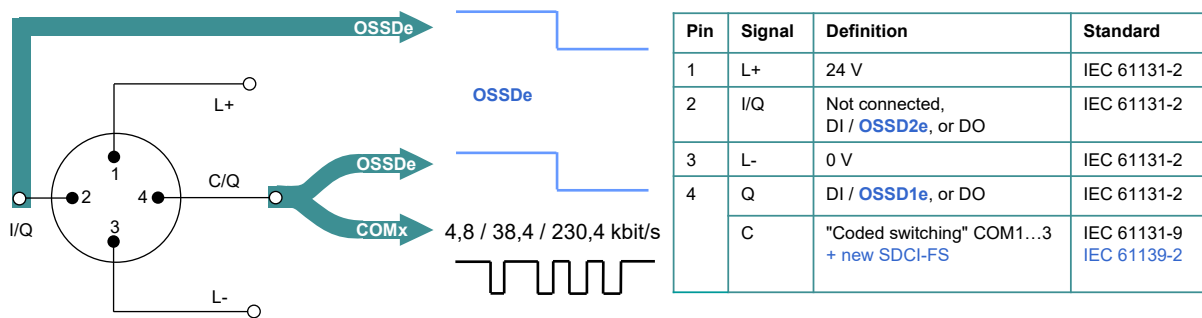 OSSDe
L+
OSSDe
1
OSSDe
C/Q
2
4
I/Q
3
COMx
4,8 / 38,4 / 230,4 kbit/s
L-
Pin Signal Definition Standard
1 L+ 24 V IEC 61131-2
2 I/Q Not connected, IEC 61131-2
DI / OSSD2e, or DO
3 L- 0 V IEC 61131-2
4 Q DI / OSSD1e, or DO IEC 61131-2
C "Coded switching" COM1…3 IEC 61131-9
+ new SDCI-FS IEC 61139-2